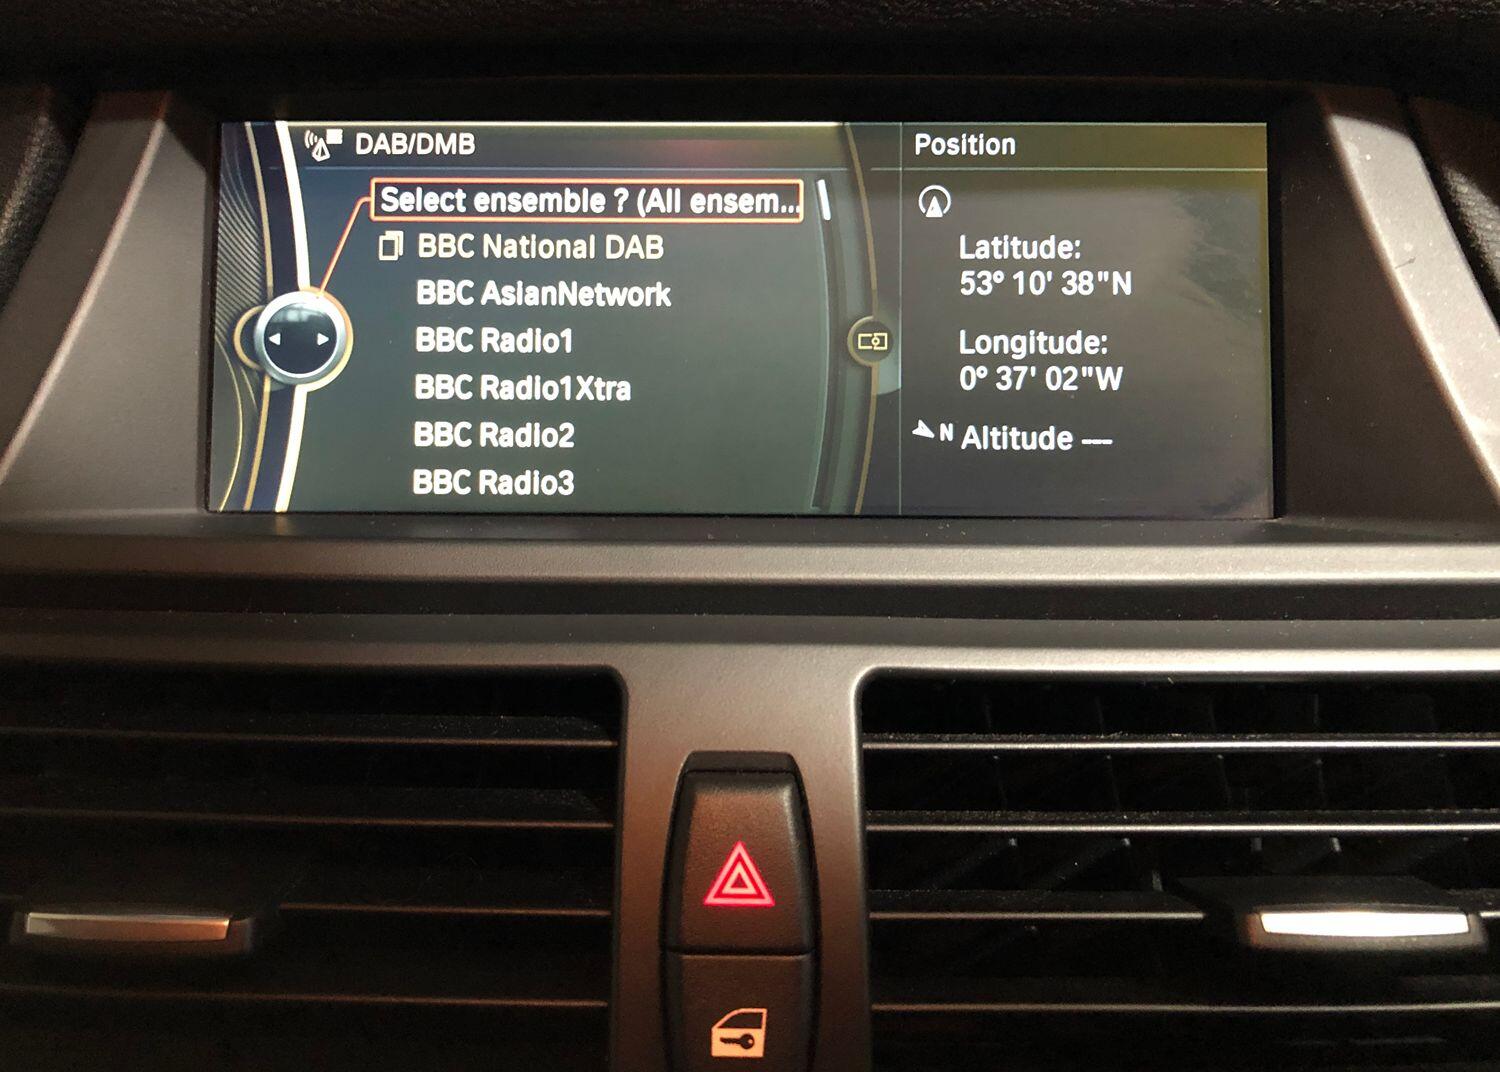 DAB/DMB
Select ensemble ? (All ensem...
BBC National DAB
BBC AsianNetwork
BBC Radio1
BBC Radio1Xtra
BBC Radio2
BBC Radio3
Position
Latitude:
53° 10' 38"N
Longitude:
0° 37' 02"W
N Altitude ---